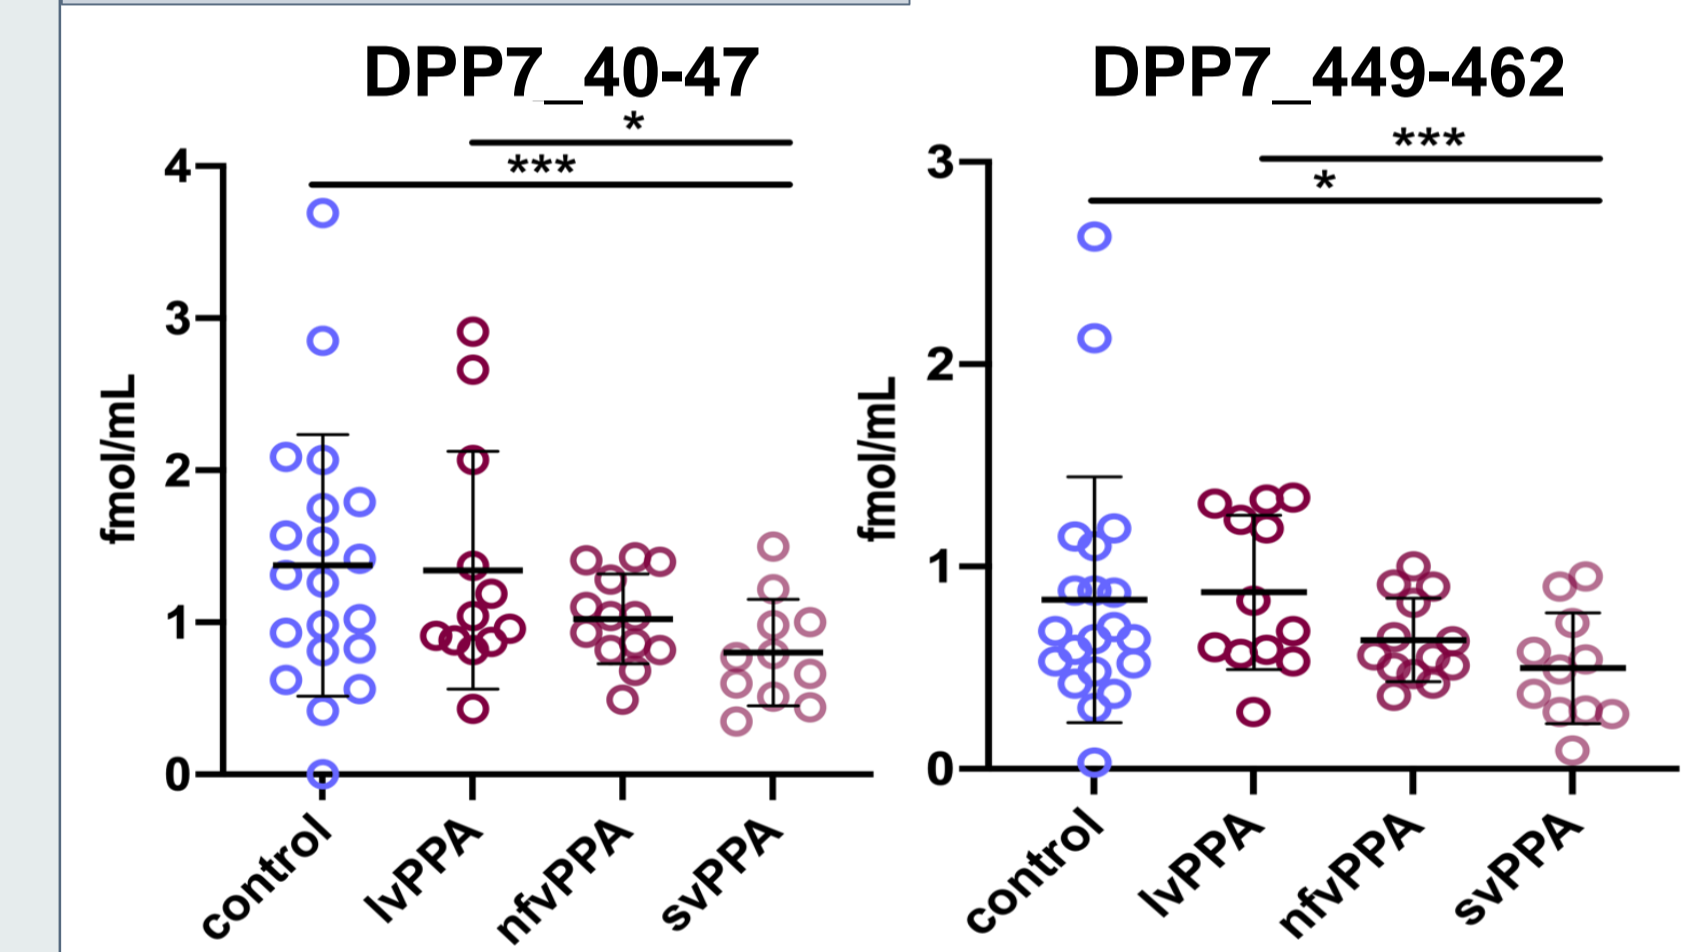 DPP7_40-47
*
***
4
3
2
1
0
fmol/mL
control
lvPPA
nfvPPA
svPPA
DPP7_449-462
***
*
3
2
1
0
fmol/mL
control
lvPPA
nfvPPA
svPPA